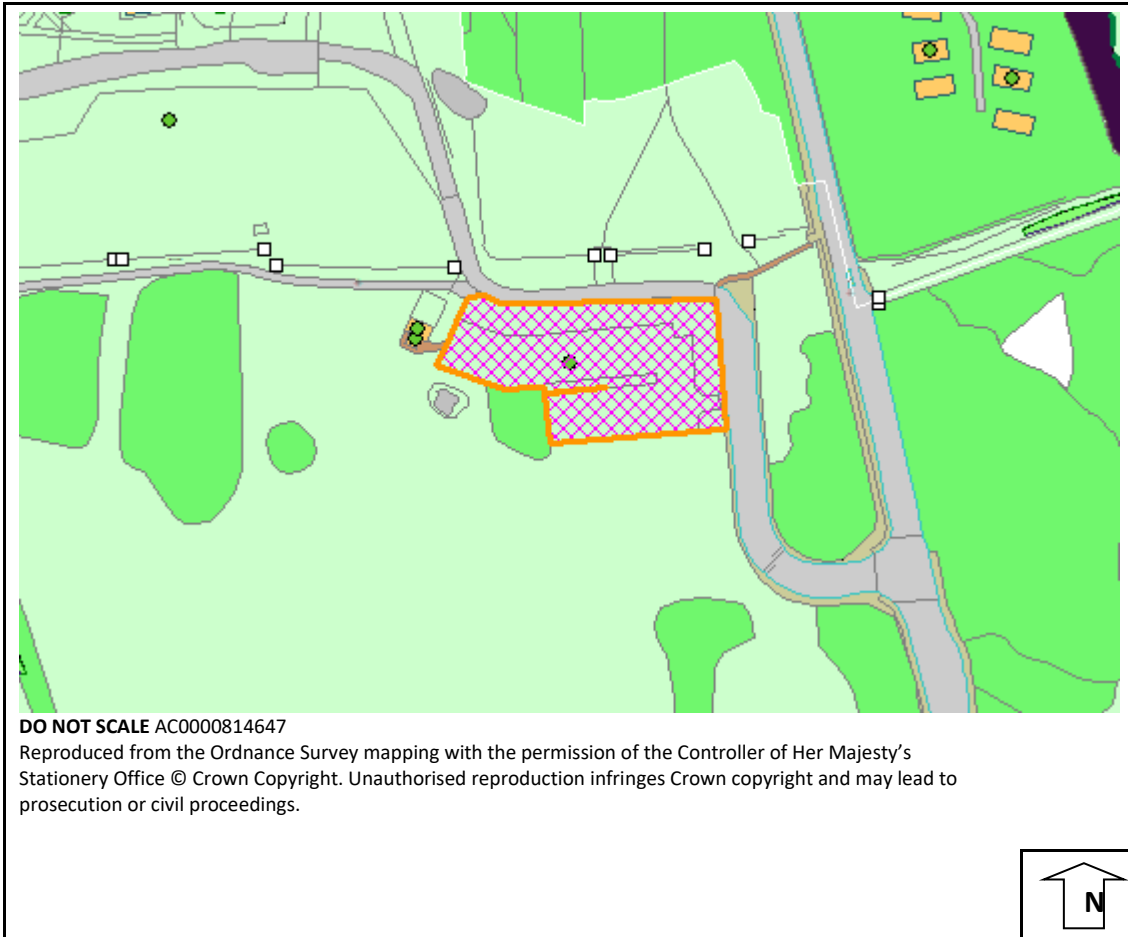 DO NOT SCALE AC0000814647
Reproduced from the Ordnance Survey mapping with the permission of the Controller of Her Majesty's
Stationery Office © Crown Copyright. Unauthorised reproduction infringes Crown copyright and may lead to
prosecution or civil proceedings.
N